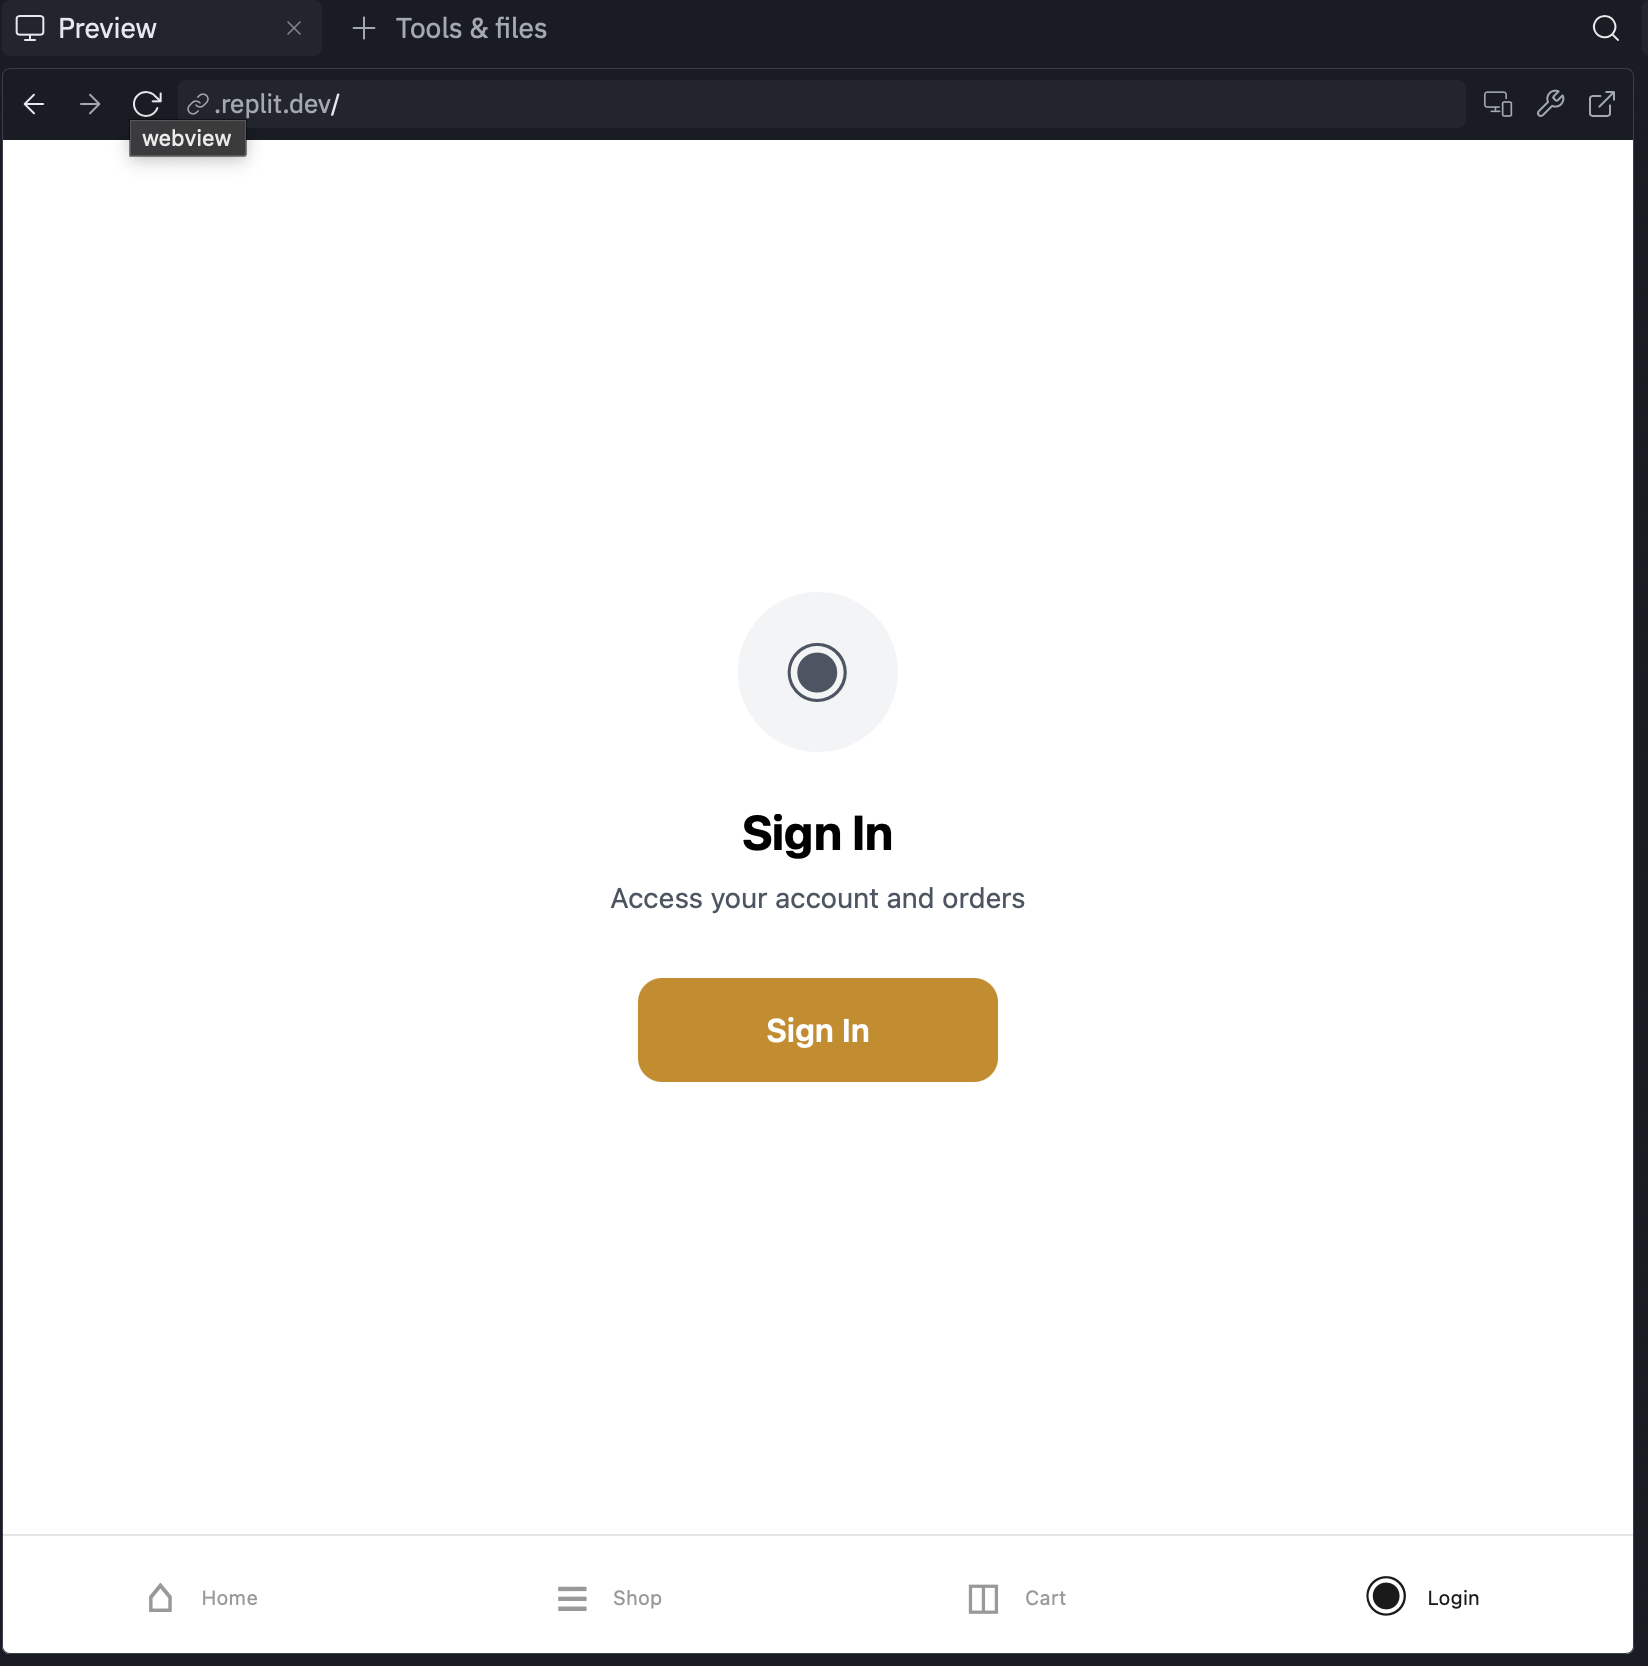 Preview
Tools & files
.replit.dev/
webview
Sign In
Access your account and orders
Sign In
Home
Shop
Cart
Login